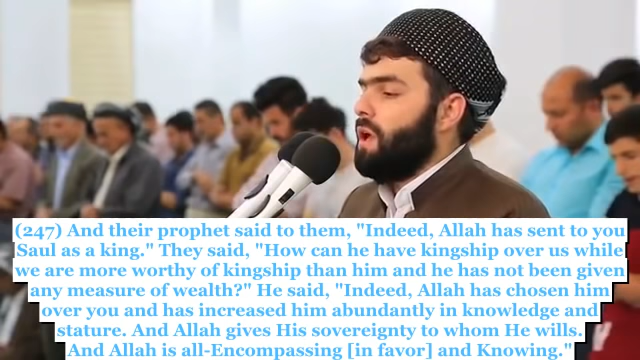 (247) And their prophet said to them, "Indeed, Allah has sent to you
Saul as a king." They said, "How can he have kingship over us while
we are more worthy of kingship than him and he has not been given
any measure of wealth?" He said, "Indeed, Allah has chosen him
over you and has increased him abundantly in knowledge and
stature. And Allah gives His sovereignty to whom He wills.
And Allah is all-Encompassing [in favor] and Knowing."